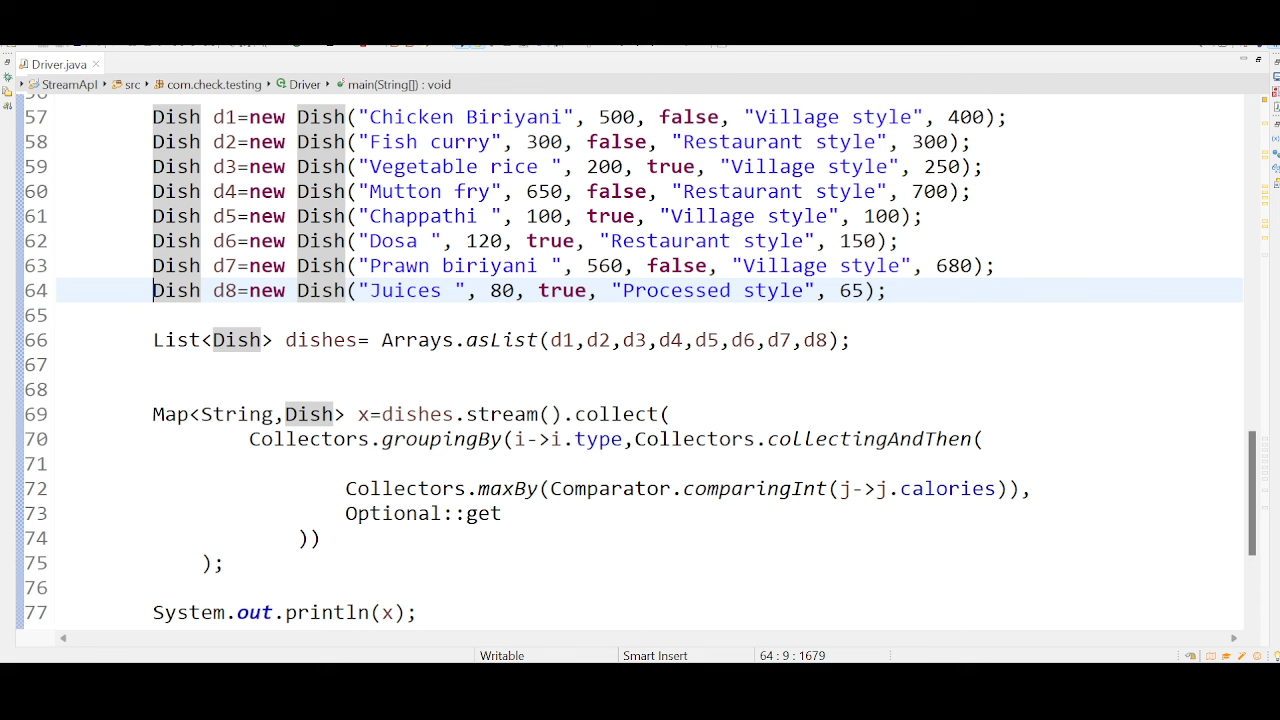 Driver.java
StreamApI src com.check.testing Driver main(String[]) : void
57 Dish d1=new Dish("Chicken Biriyani", 500, false, "Village style", 400);
58 Dish d2=new Dish("Fish curry", 300, false, "Restaurant style", 300);
59 Dish d3=new Dish("Vegetable rice ", 200, true, "Village style", 250);
60 Dish d4=new Dish("Mutton fry", 650, false, "Restaurant style", 700);
61 Dish d5=new Dish("Chappathi ", 100, true, "Village style", 100);
62 Dish d6=new Dish("Dosa ", 120, true, "Restaurant style", 150);
63 Dish d7=new Dish("Prawn biriyani ", 560, false, "Village style", 680);
64 Dish d8=new Dish("Juices ", 80, true, "Processed style", 65);
65
66 List<Dish> dishes= Arrays.asList(d1,d2,d3,d4,d5,d6,d7,d8);
67
68
69 Map<String,Dish> x=dishes.stream().collect(
70 Collectors.groupingBy(i->i.type,Collectors.collectingAndThen(
71
72 Collectors.maxBy(Comparator.comparingInt(j->j.calories)),
73 Optional::get
74 ))
75 );
76
77 System.out.println(x);
Writable Smart Insert 64 : 9 : 1679